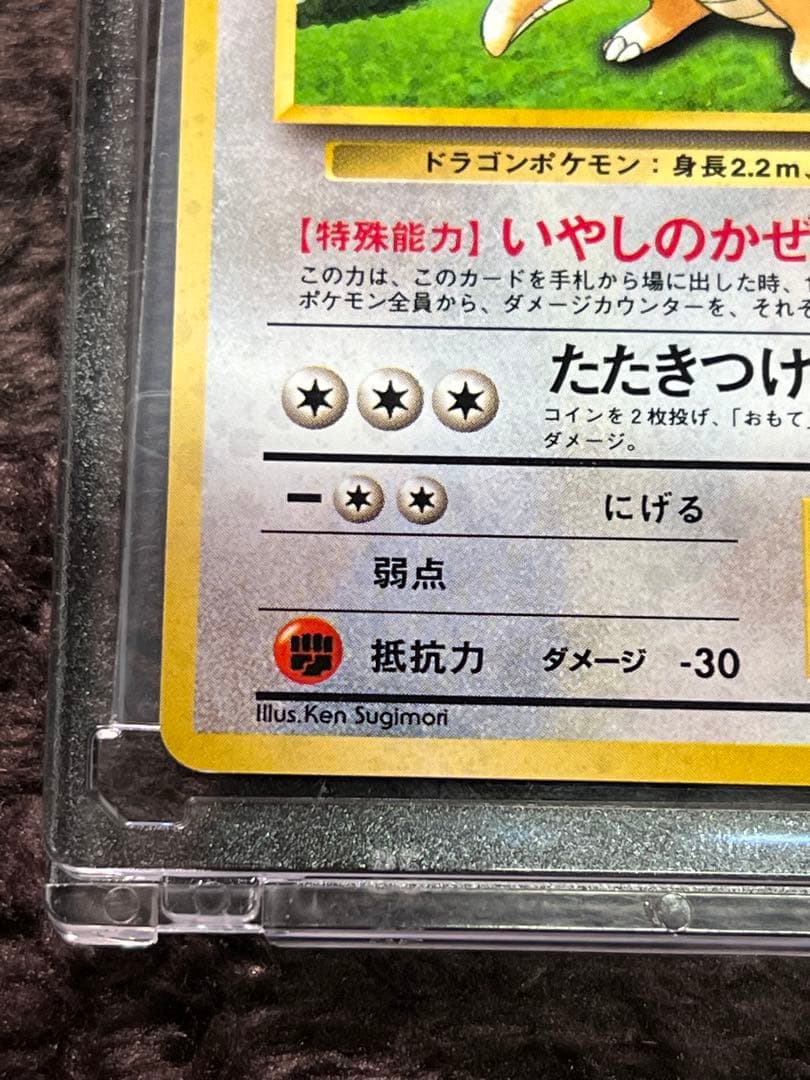 ドラゴンポケモン：身長2.2m、
【特殊能力】いやしのかぜ
この力は、このカードを手札から場に出した時、
ポケモン全員から、ダメージカウンターを、それぞ
たたきつけ
コインを2枚投げ、「おもて」
ダメージ。
ー にげる
弱点
抵抗力 ダメージ -30
Illus.Ken Sugimori